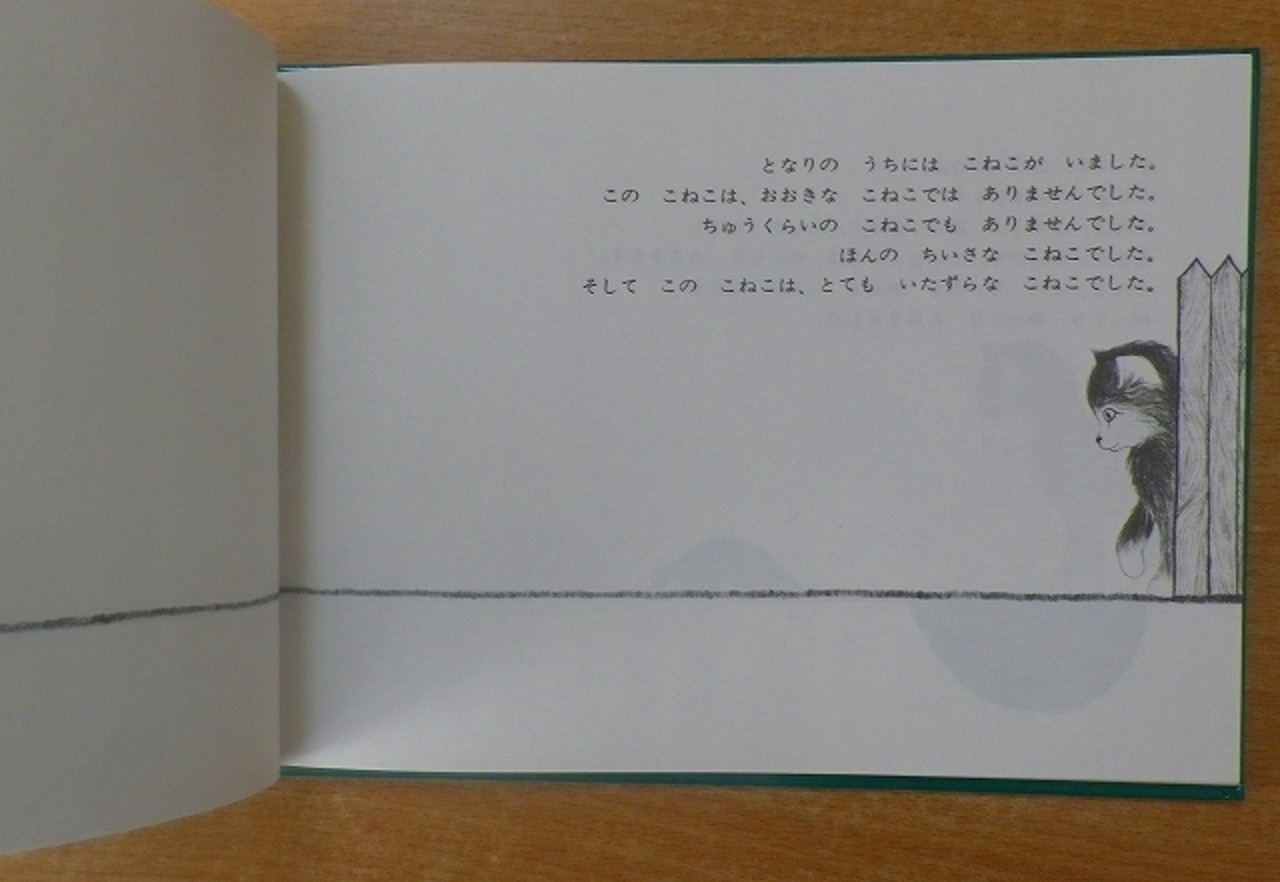 となりの　うちには　こねこが　いました。
この　こねこは、おおきな　こねこでは　ありませんでした。
ちゅうくらいの　こねこでも　ありませんでした。
ほんの　ちいさな　こねこでした。
そして　この　こねこは、とても　いたずらな　こねこでした。